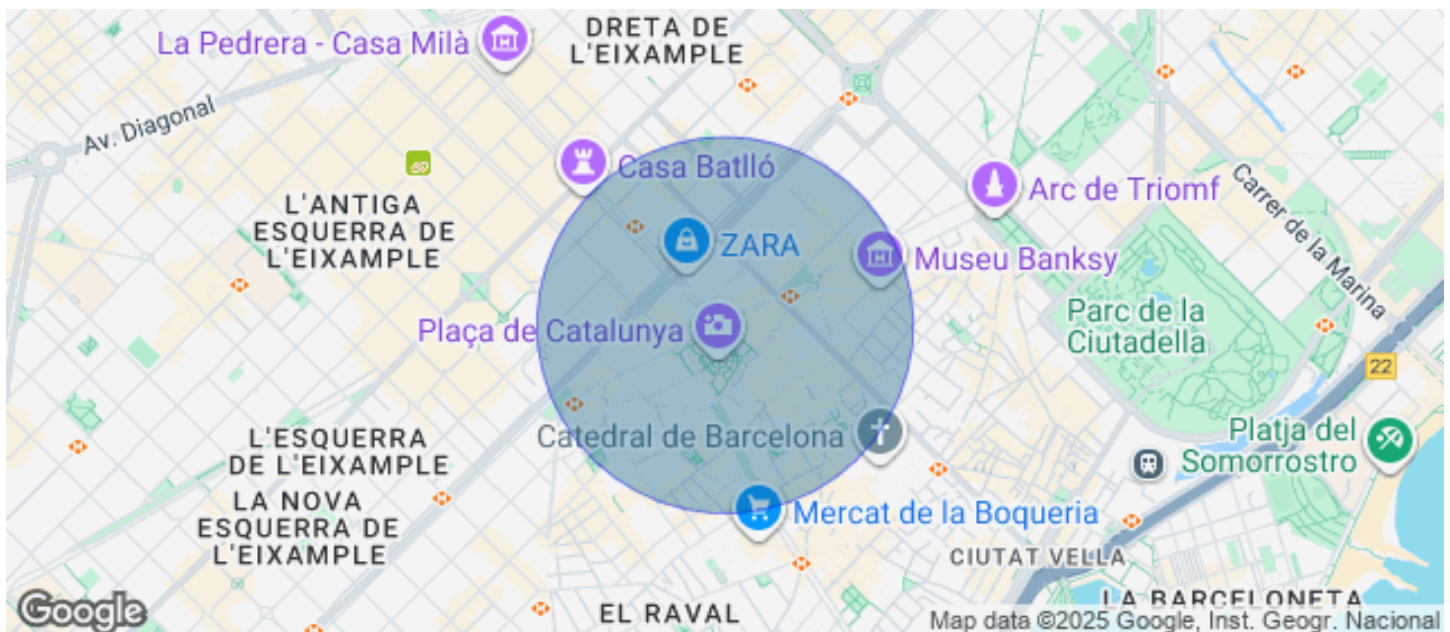 DRETA DE
L'EIXAMPLE
La Pedrera - Casa Milà
Av. Diagonal
Casa Batlló
Arc de Triomf
Carrer de la Marina
L'ANTIGA
ESQUERRA DE
L'EIXAMPLE
ZARA
Museu Banksy
Plaça de Catalunya
Parc de la
Ciutadella
22
L'ESQUERRA
DE L'EIXAMPLE
Catedral de Barcelona
Platja del
Somorrostro
LA NOVA
ESQUERRA DE
L'EIXAMPLE
Mercat de la Boqueria
CIUTAT VELLA
LA BARCELONETA
EL RAVAL
Google
Map data ©2025 Google, Inst. Geogr. Nacional